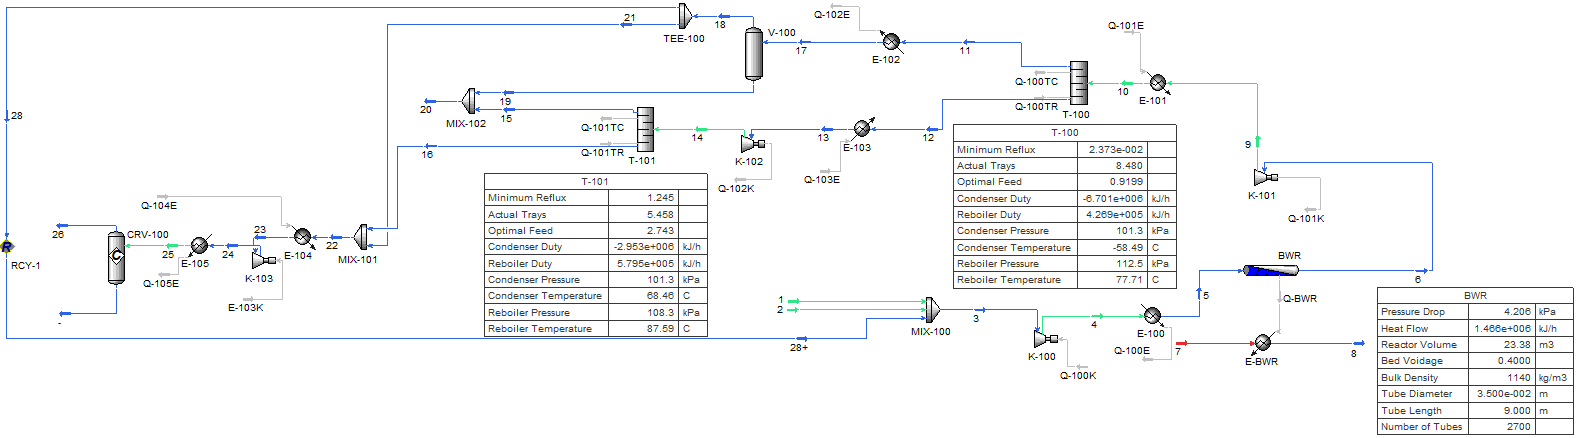 21
18
TEE-100
V-100
Q-102E
17
E-102
11
Q-101E
Q-100TC
Q-100TR
T-100
10
E-101
28
19
20
MIX-102
15
Q-101TC
Q-101TR
T-101
14
K-102
Q-102K
13
E-103
Q-103E
12
9
K-101
Q-101K
16
T-100
Minimum Reflux 2.373e-002
Actual Trays 8.480
Optimal Feed 0.9199
Condenser Duty -6.701e+006 kJ/h
Reboiler Duty 4.269e+005 kJ/h
Condenser Pressure 101.3 kPa
Condenser Temperature -58.49 C
Reboiler Pressure 112.5 kPa
Reboiler Temperature 77.71 C
T-101
Minimum Reflux 1.245
Actual Trays 5.458
Optimal Feed 2.743
Condenser Duty -2.953e+006 kJ/h
Reboiler Duty 5.795e+005 kJ/h
Condenser Pressure 101.3 kPa
Condenser Temperature 68.46 C
Reboiler Pressure 108.3 kPa
Reboiler Temperature 87.59 C
R
RCY-1
26
CRV-100
C
-
25
E-105
Q-105E
24
Q-104E
23
E-104
K-103
E-103K
22
MIX-101
28+
1
2
MIX-100
3
K-100
Q-100K
4
E-100
Q-100E
5
7
BWR
Q-BWR
E-BWR
6
8
BWR
Pressure Drop 4.206 kPa
Heat Flow 1.466e+006 kJ/h
Reactor Volume 23.38 m3
Bed Voidage 0.4000
Bulk Density 1140 kg/m3
Tube Diameter 3.500e-002 m
Tube Length 9.000 m
Number of Tubes 2700